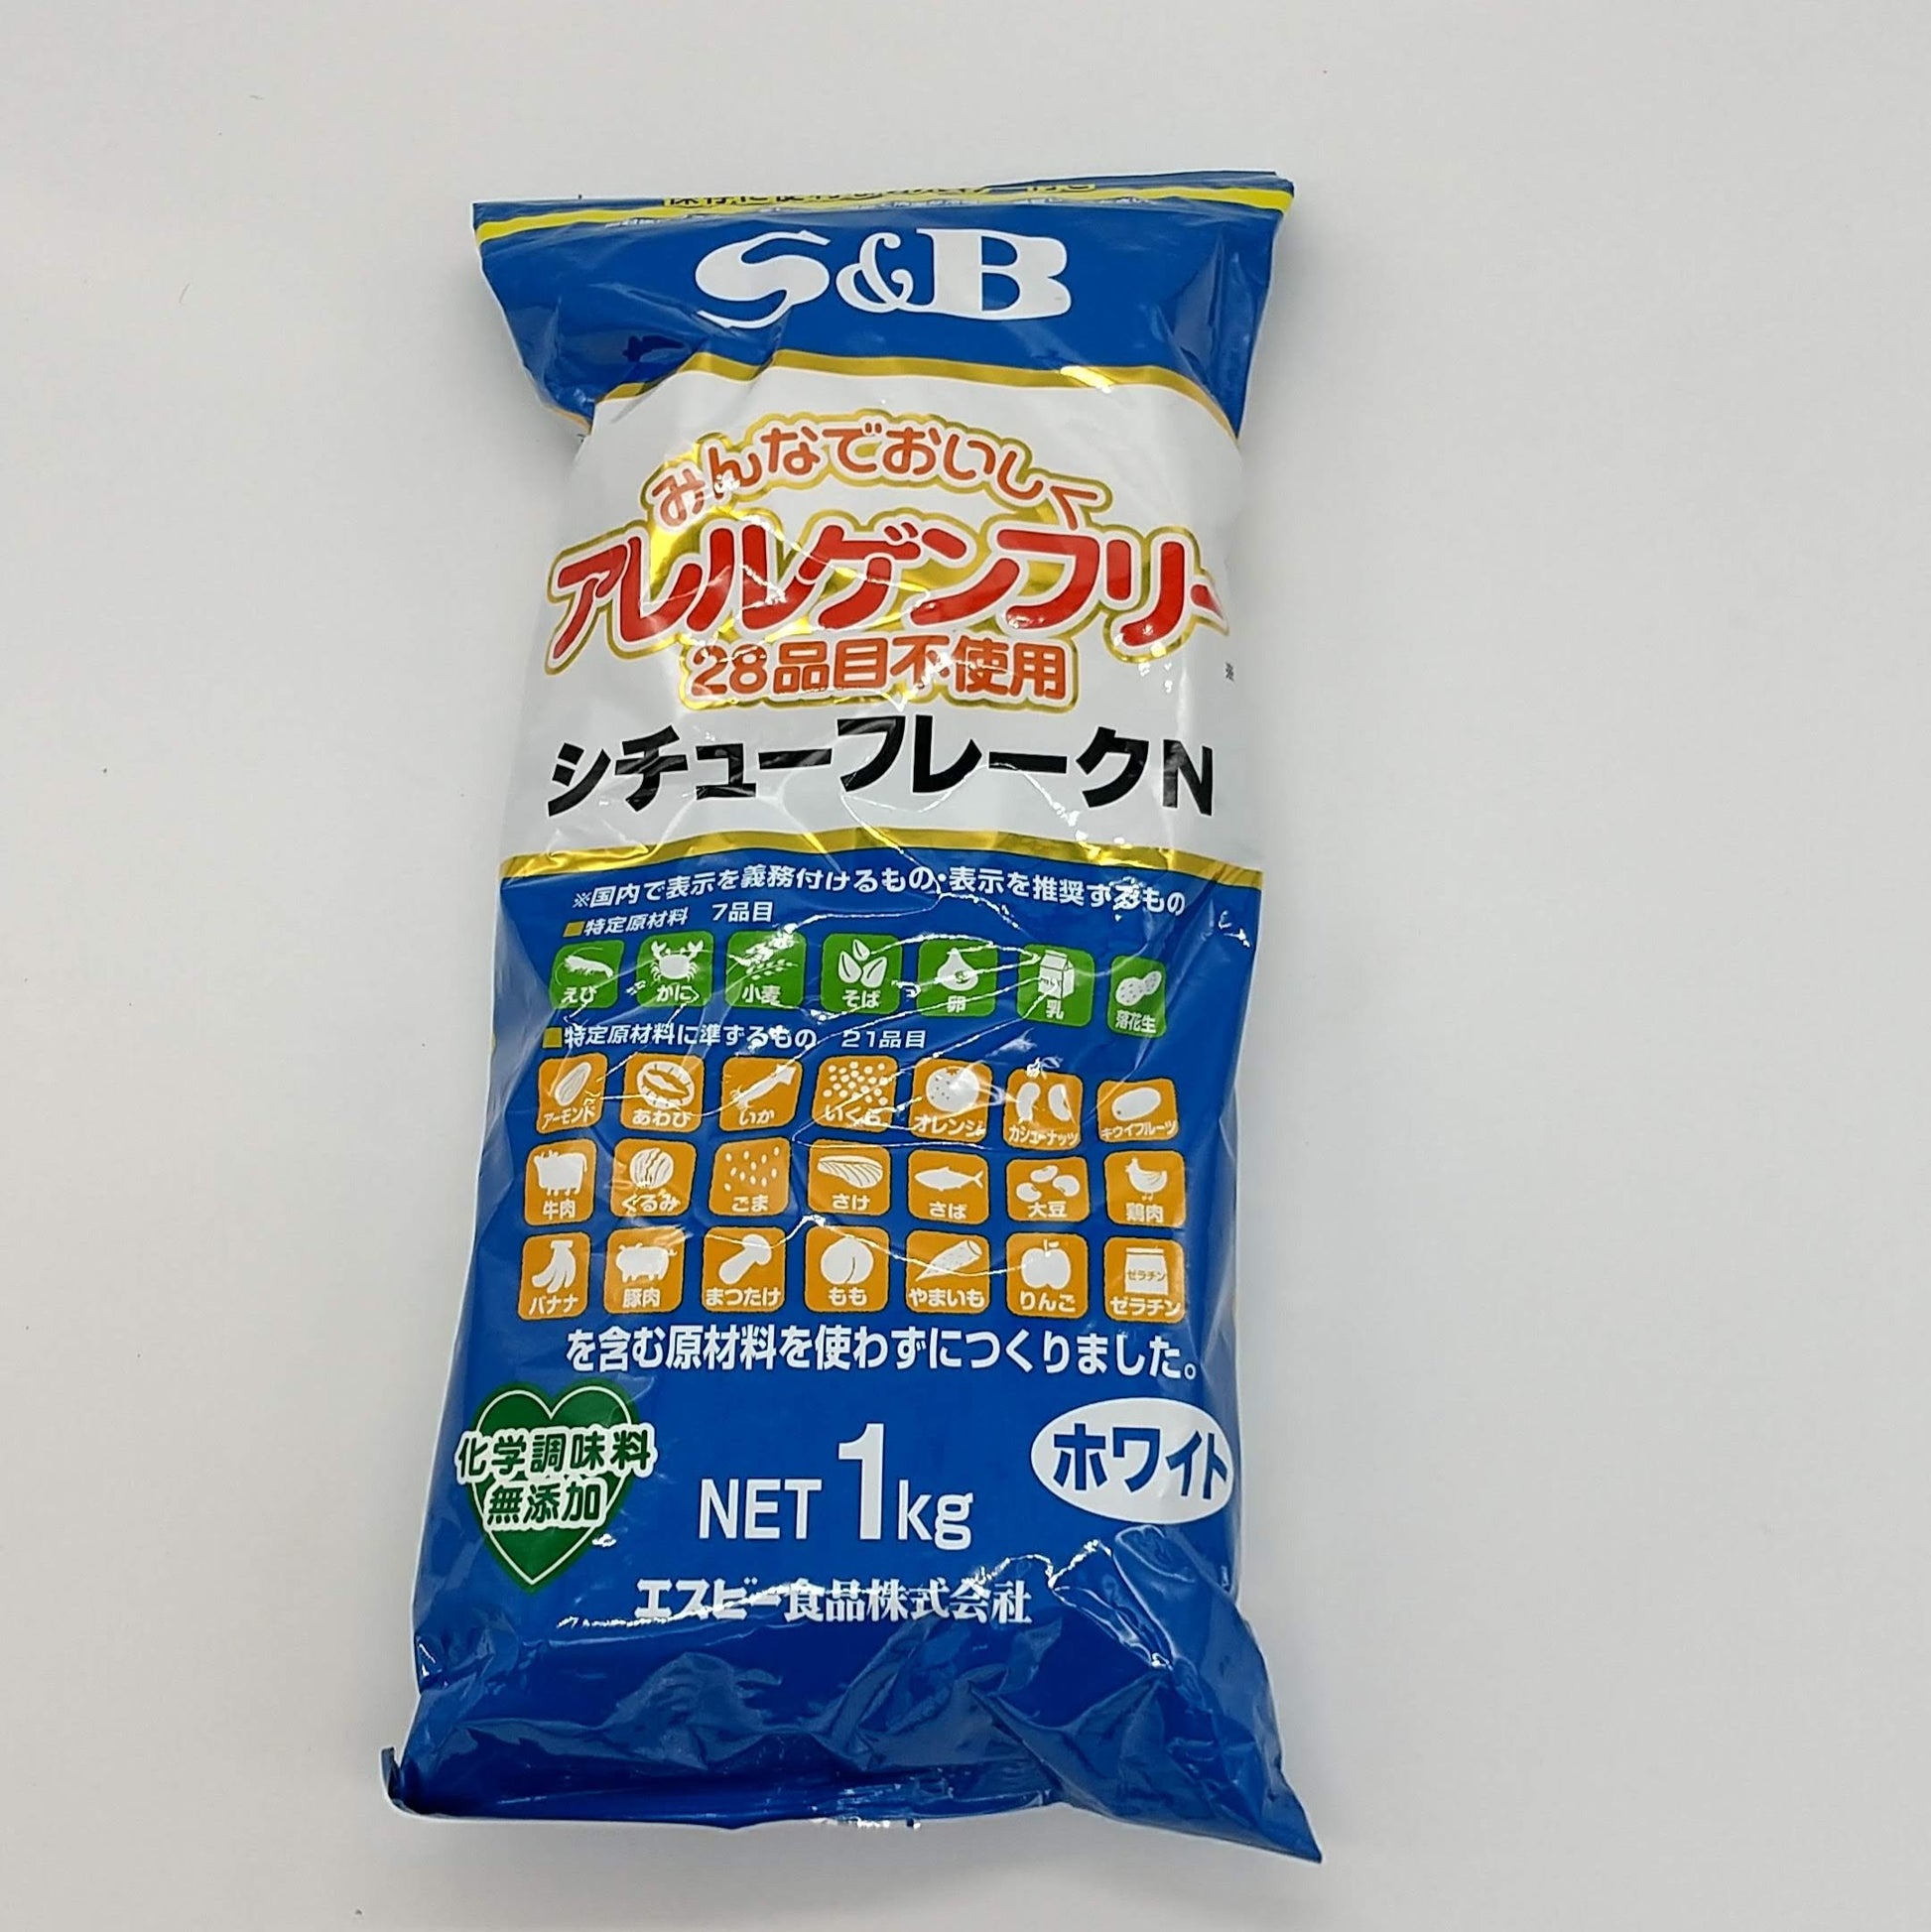 S&B
みんなでおいしく
アレルゲンフリー
28品目不使用
シチューフレークN
※国内で表示を義務付けるもの・表示を推奨するもの
特定原材料 7品目
えび かに 小麦 そば 卵 乳 落花生
特定原材料に準ずるもの 21品目
アーモンド あわび いか いくら オレンジ カシューナッツ キウイフルーツ
牛肉 くるみ ごま さけ さば 大豆 鶏肉
バナナ 豚肉 まつたけ もも やまいも りんご ゼラチン ゼラチン
を含む原材料を使わずにつくりました。
化学調味料
無添加
NET 1kg
ホワイト
エスビー食品株式会社